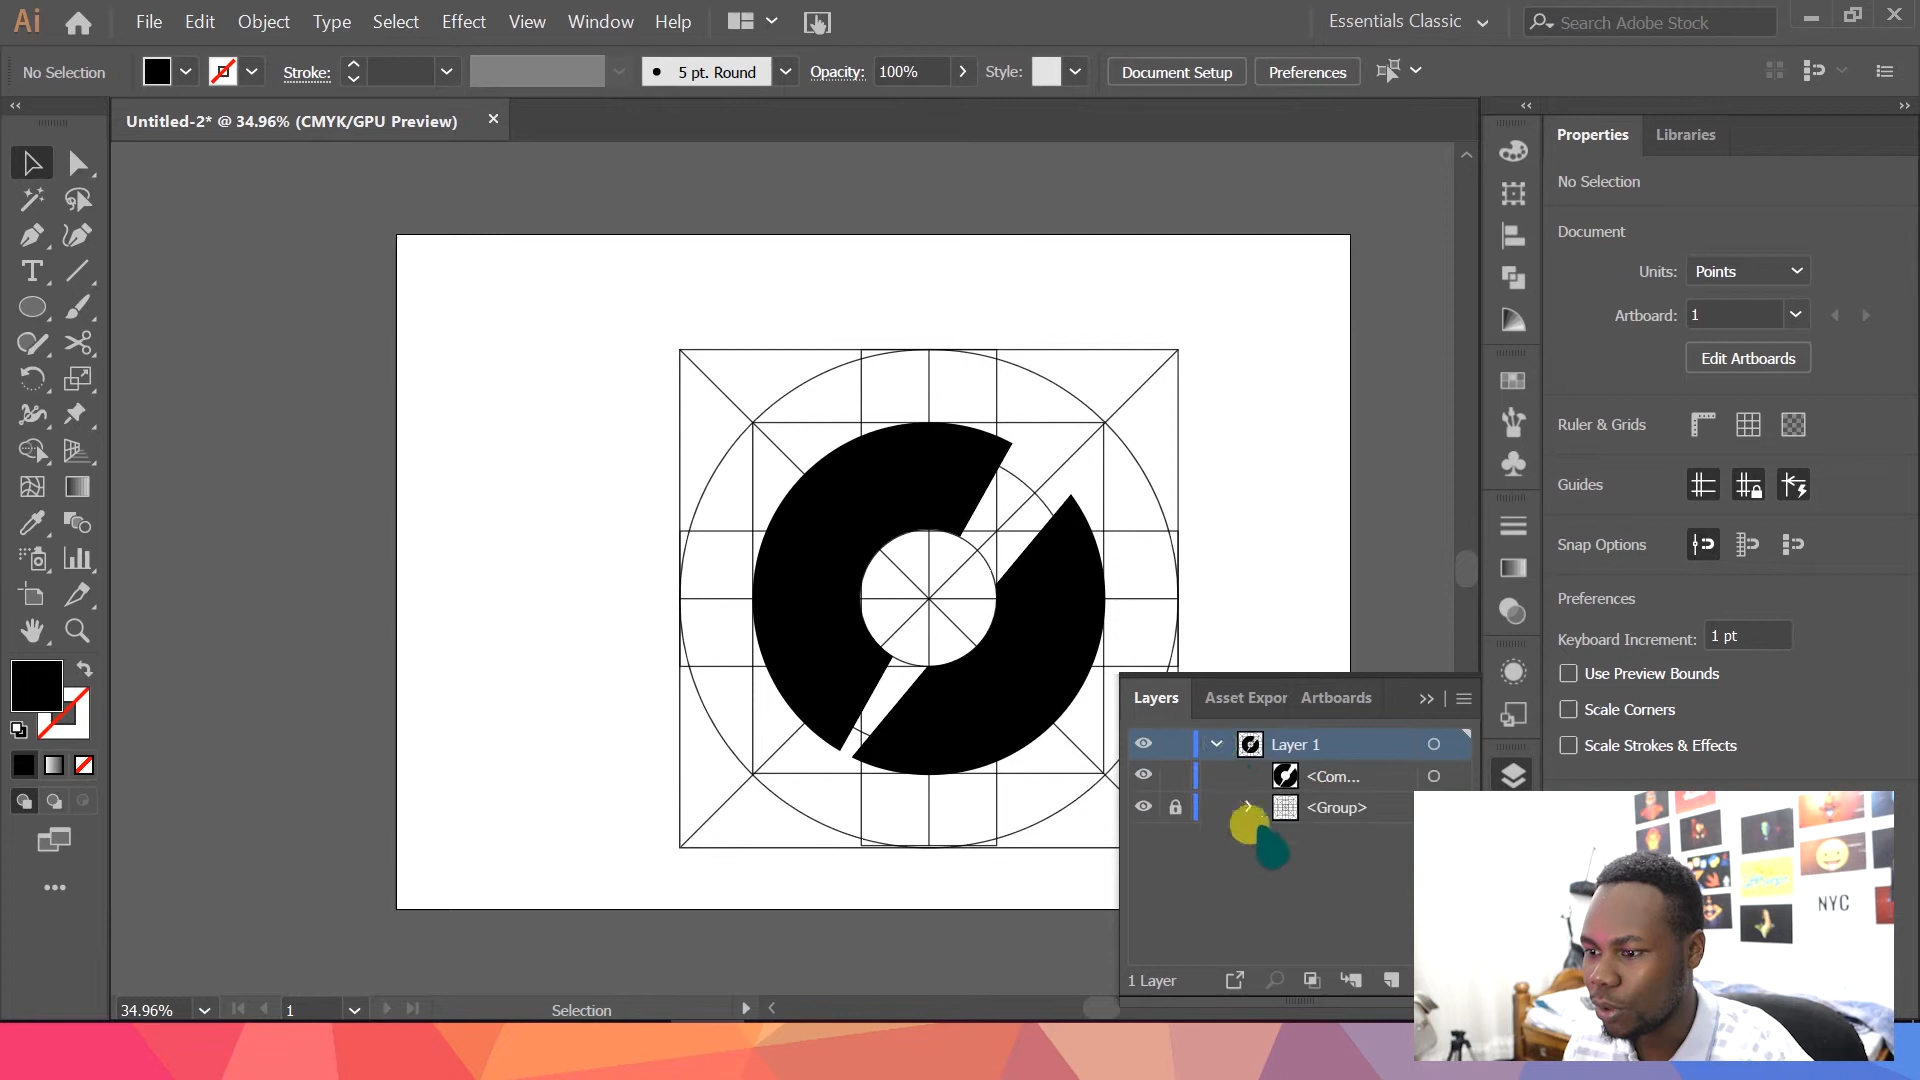 Ai File Edit Object Type Select Effect View Window Help Essentials Classic Search Adobe Stock
No Selection Stroke: 5 pt. Round Opacity: 100% Style: Document Setup Preferences
Untitled-2* @ 34.96% (CMYK/GPU Preview)
Properties Libraries
No Selection
Document
Units: Points
Artboard: 1
Edit Artboards
Ruler & Grids
Guides
Snap Options
Preferences
Keyboard Increment: 1 pt
Use Preview Bounds
Scale Corners
Scale Strokes & Effects
Layers Asset Expor Artboards
Layer 1
<Com...
<Group>
1 Layer
34.96% 1 Selection
NYC